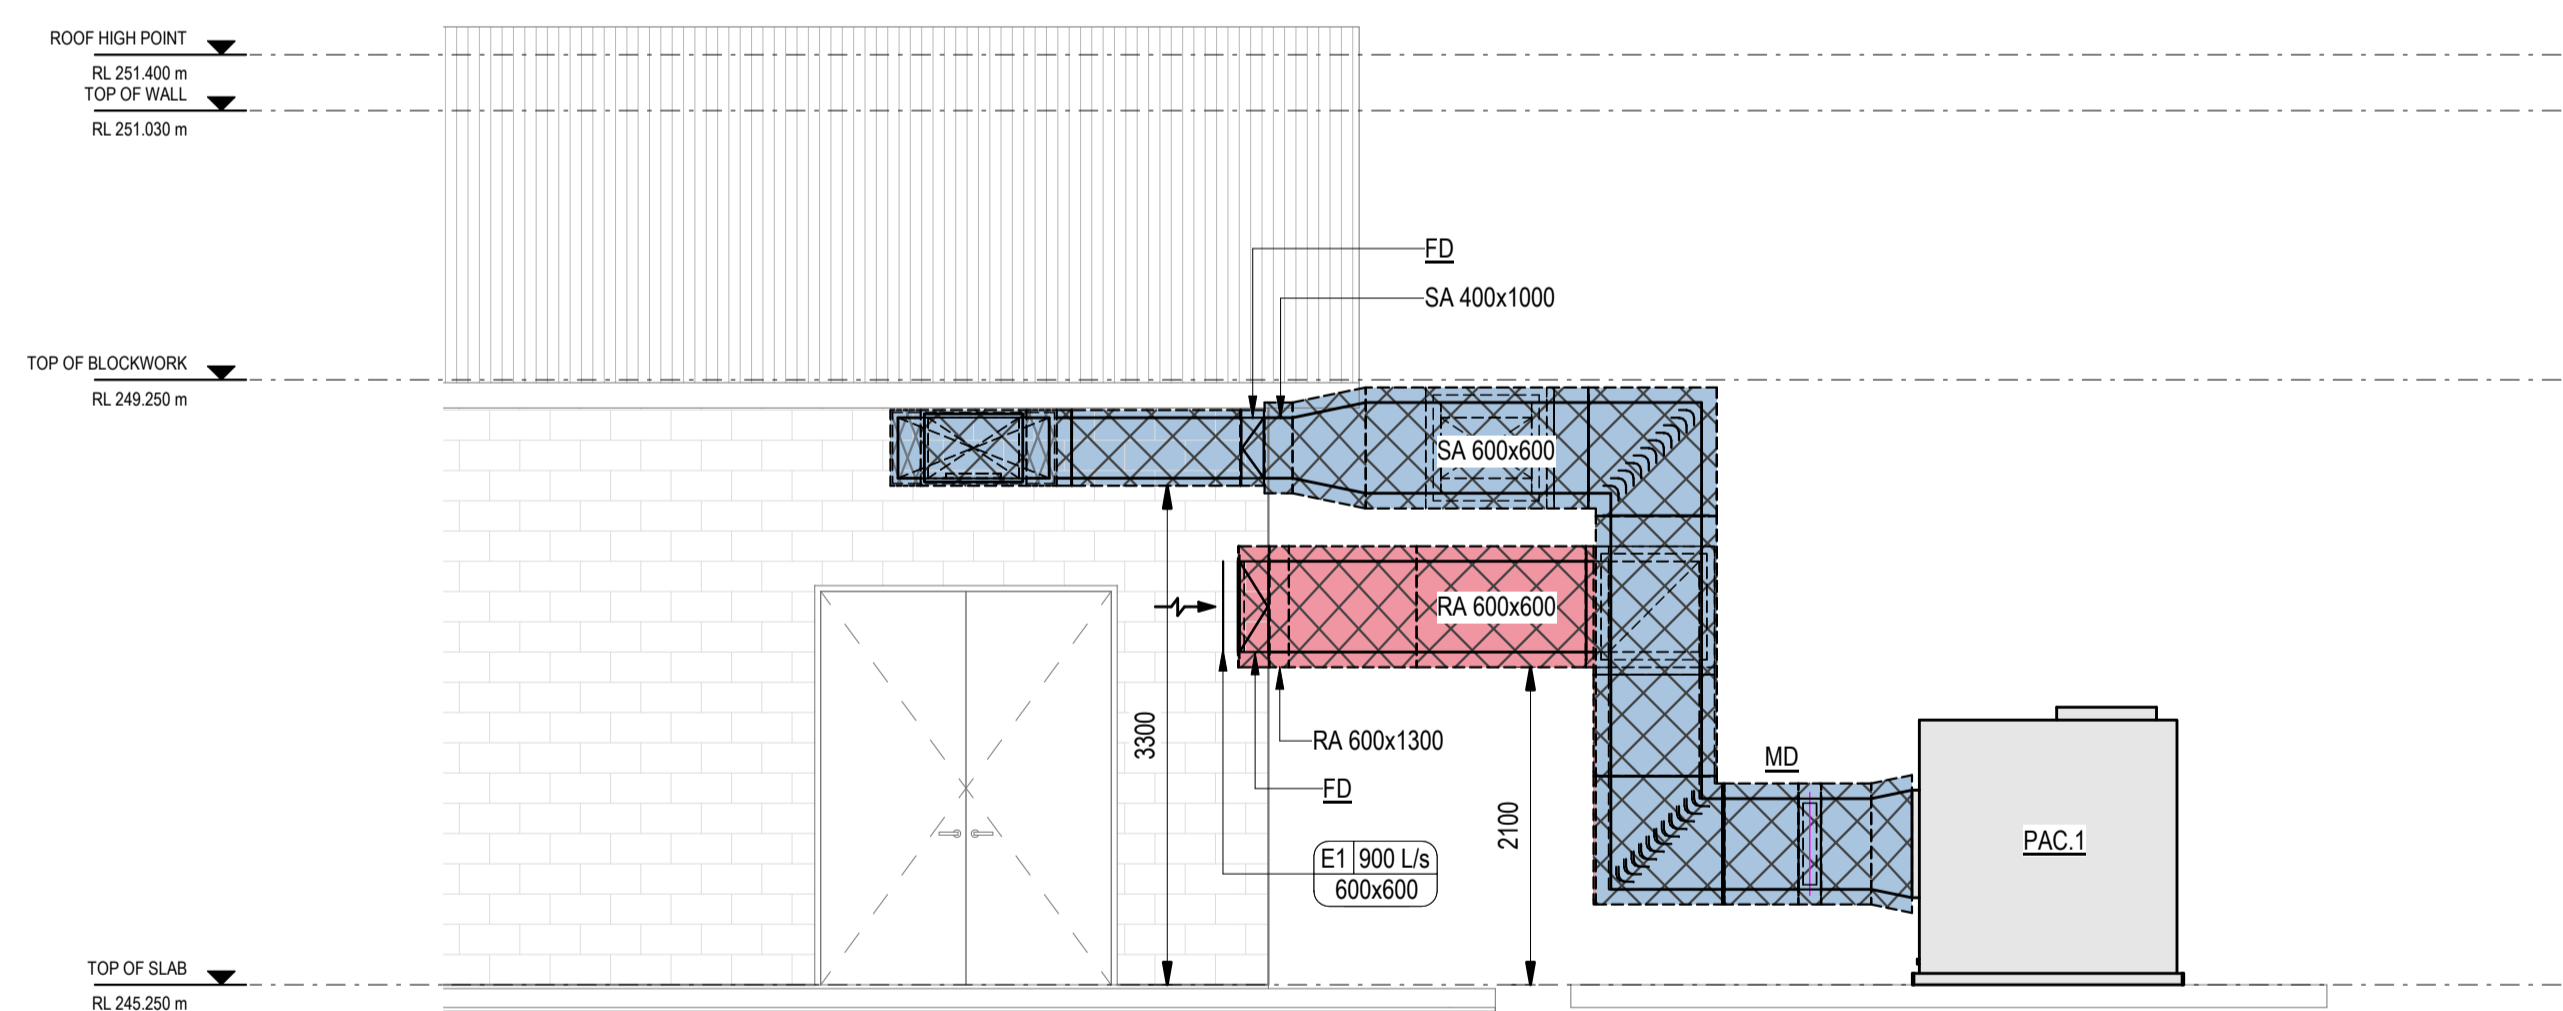 ROOF HIGH POINT
RL 251.400 m
TOP OF WALL
RL 251.030 m
FD
SA 400x1000
TOP OF BLOCKWORK
RL 249.250 m
SA 600x600
RA 600x600
3300
RA 600x1300
MD
FD
2100
PAC.1
E1 900 L/s
600x600
TOP OF SLAB
RL 245.250 m